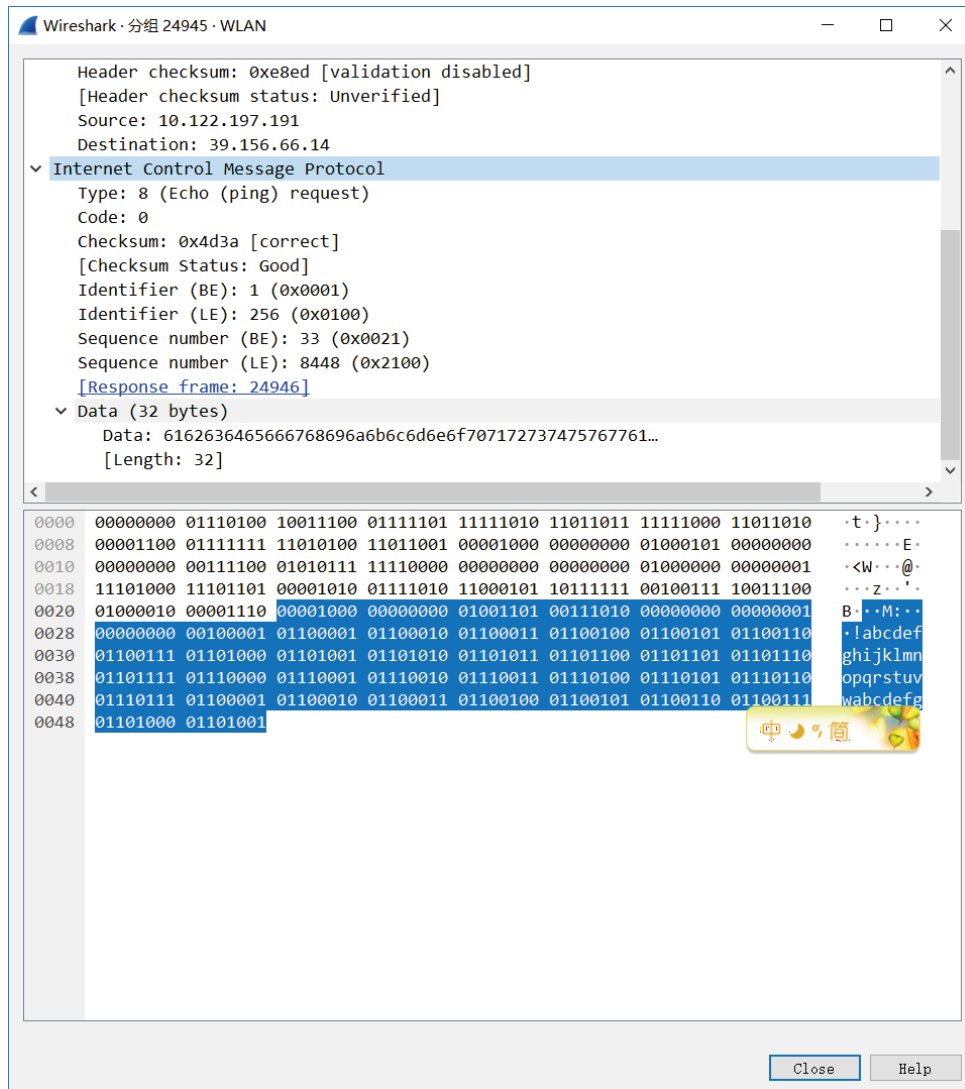 Wireshark · 分组 24945 · WLAN
Header checksum: 0xe8ed [validation disabled]
[Header checksum status: Unverified]
Source: 10.122.197.191
Destination: 39.156.66.14
Internet Control Message Protocol
Type: 8 (Echo (ping) request)
Code: 0
Checksum: 0x4d3a [correct]
[Checksum Status: Good]
Identifier (BE): 1 (0x0001)
Identifier (LE): 256 (0x0100)
Sequence number (BE): 33 (0x0021)
Sequence number (LE): 8448 (0x2100)
[Response frame: 24946]
Data (32 bytes)
Data: 6162636465666768696a6b6c6d6e6f7071727374757677​61…
[Length: 32]
0000 00000000 01110100 10011100 01111101 11111010 11011011 11111000 11011010 ·t·}····
0008 00001100 01111111 11010100 11011001 00001000 00000000 01000101 00000000 ······E·
0010 00000000 00111100 01010111 11110000 00000000 00000000 01000000 00000001 ·<W···@·
0018 11101000 11101101 00001010 01111010 11000101 10111111 00100111 10011100 ···z··'·
0020 01000010 00001110 00001000 00000000 01001101 00111010 00000000 00000001 B···M:··
0028 00000000 00100001 01100001 01100010 01100011 01100100 01100101 01100110 ·!abcdef
0030 01100111 01101000 01101001 01101010 01101011 01101100 01101101 01101110 ghijklmn
0038 01101111 01110000 01110001 01110010 01110011 01110100 01110101 01110110 opqrstuv
0040 01110111 01100001 01100010 01100011 01100100 01100101 01100110 01100111 wabcdefg
0048 01101000 01101001
中 简
Close Help